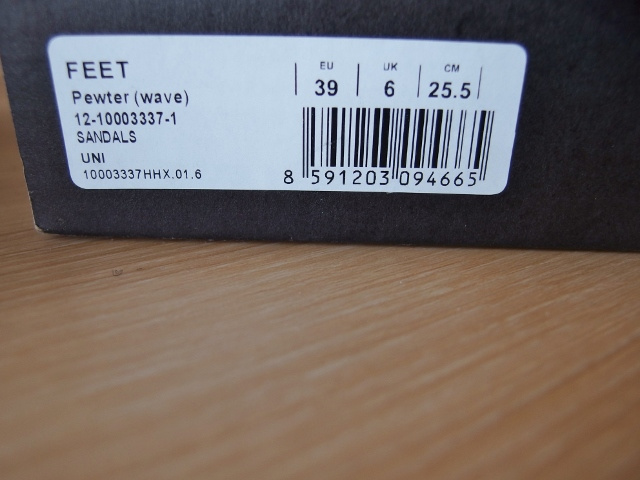 FEET
Pewter (wave)
12-10003337-1
SANDALS
UNI
10003337HHX.01.6
EU UK CM
39 6 25.5
8 591203 094665